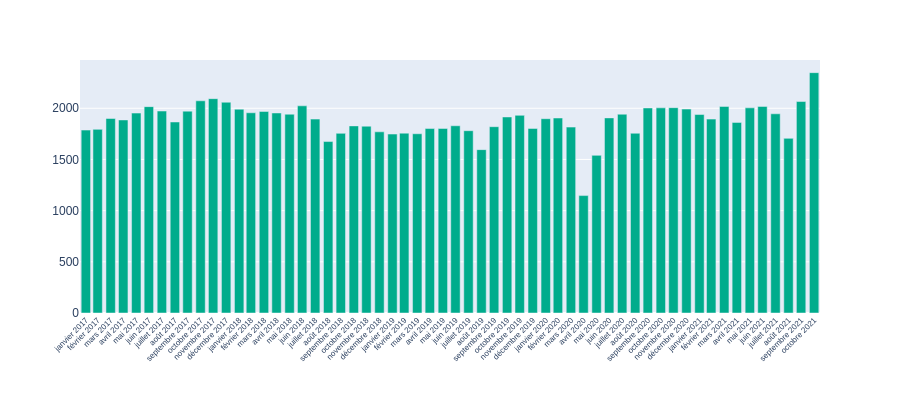 2000
1500
1000
500
0
janvier 2017
février 2017
mars 2017
avril 2017
mai 2017
juin 2017
juillet 2017
août 2017
septembre 2017
octobre 2017
novembre 2017
décembre 2017
janvier 2018
février 2018
mars 2018
avril 2018
mai 2018
juin 2018
juillet 2018
août 2018
septembre 2018
octobre 2018
novembre 2018
décembre 2018
janvier 2019
février 2019
mars 2019
avril 2019
mai 2019
juin 2019
juillet 2019
août 2019
septembre 2019
octobre 2019
novembre 2019
décembre 2019
janvier 2020
février 2020
mars 2020
avril 2020
mai 2020
juin 2020
juillet 2020
août 2020
septembre 2020
octobre 2020
novembre 2020
décembre 2020
janvier 2021
février 2021
mars 2021
avril 2021
mai 2021
juin 2021
juillet 2021
août 2021
septembre 2021
octobre 2021